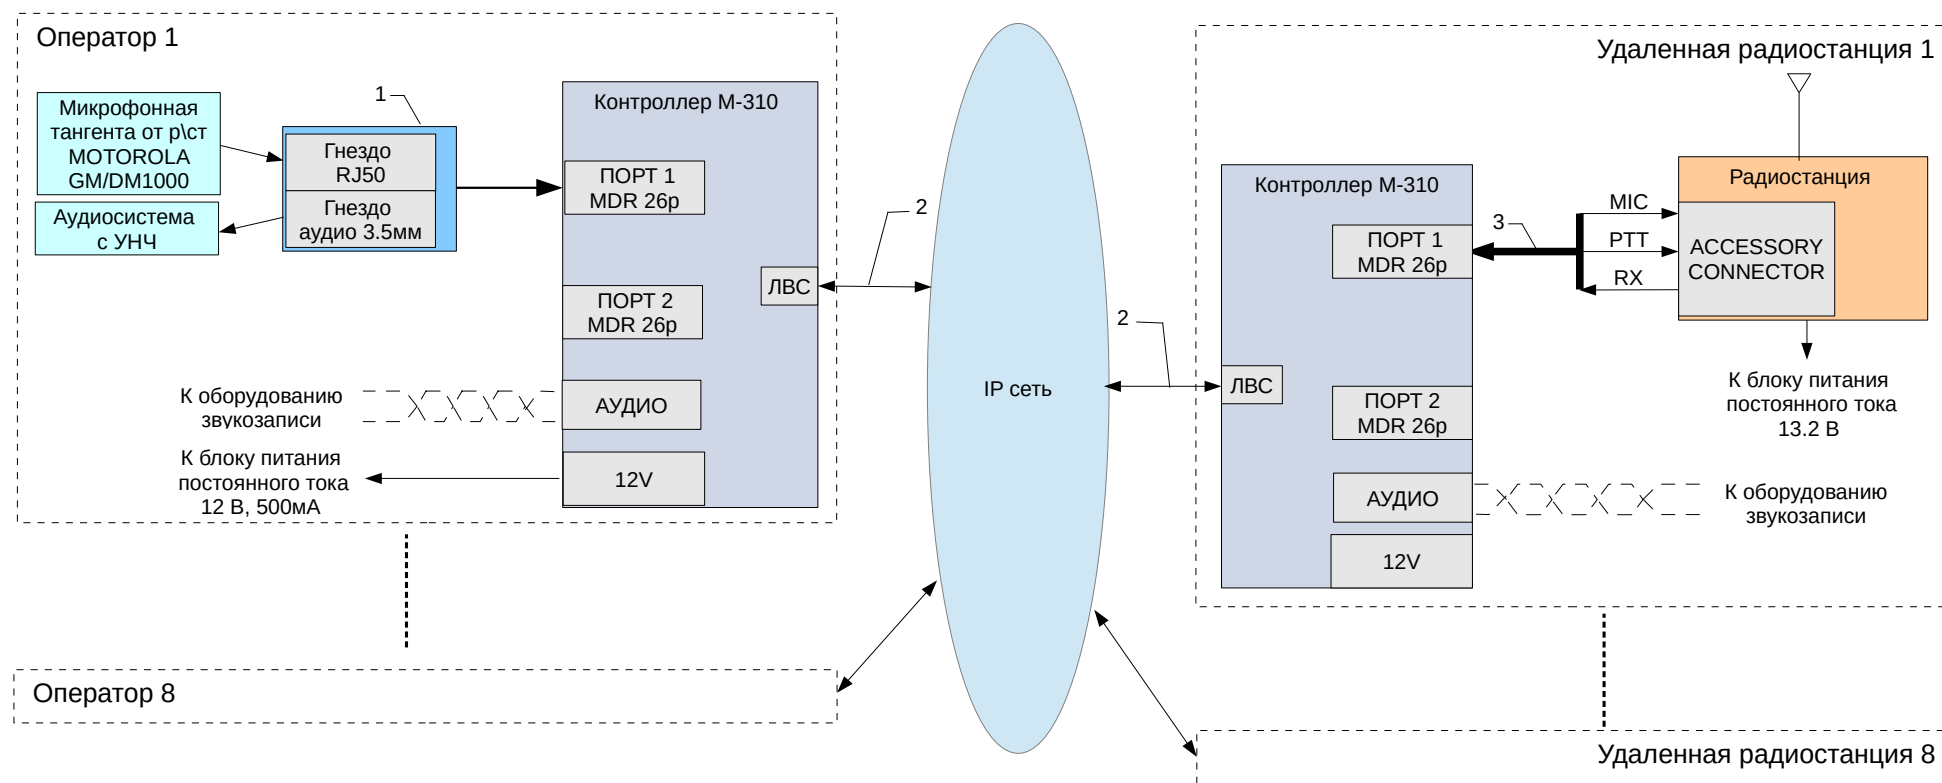 Оператор 1
Микрофонная
тангента от р\ст
MOTOROLA
GM/DM1000
Аудиосистема
с УНЧ
1
Гнездо
RJ50
Гнездо
аудио 3.5мм
Контроллер М-310
ПОРТ 1
MDR 26p
ПОРТ 2
MDR 26p
ЛВС
АУДИО
12V
К оборудованию
звукозаписи
К блоку питания
постоянного тока
12 В, 500мА
2
Оператор 8
IP сеть
2
Удаленная радиостанция 1
Контроллер М-310
ПОРТ 1
MDR 26p
ЛВС
ПОРТ 2
MDR 26p
АУДИО
12V
3
MIC
PTT
RX
Радиостанция
ACCESSORY
CONNECTOR
К блоку питания
постоянного тока
13.2 В
К оборудованию
звукозаписи
Удаленная радиостанция 8